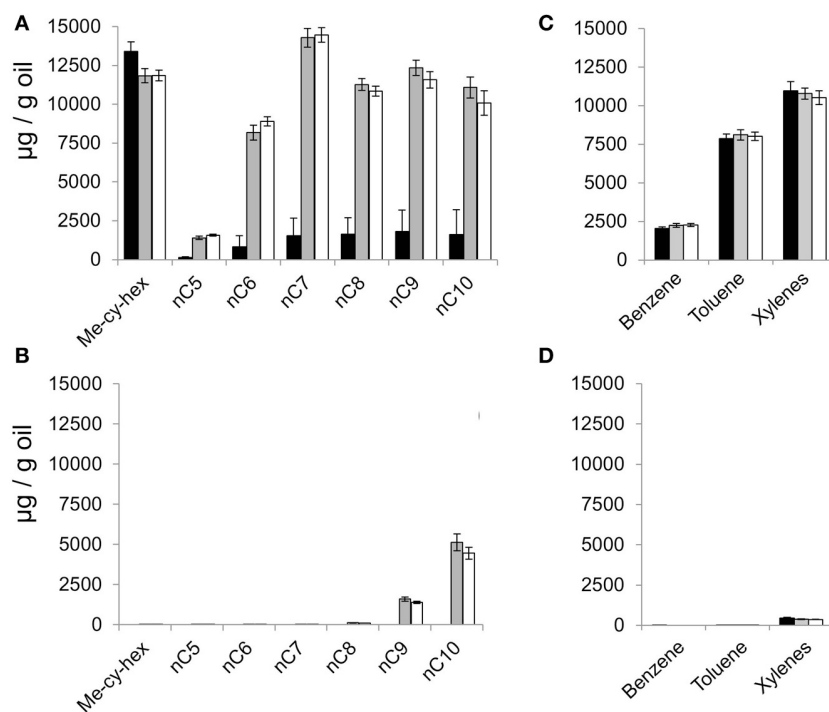 A
µg / g oil
15000
12500
10000
7500
5000
2500
0
Me-cy-hex
nC5
nC6
nC7
nC8
nC9
nC10
C
15000
12500
10000
7500
5000
2500
0
Benzene
Toluene
Xylenes
B
µg / g oil
15000
12500
10000
7500
5000
2500
0
Me-cy-hex
nC5
nC6
nC7
nC8
nC9
nC10
D
15000
12500
10000
7500
5000
2500
0
Benzene
Toluene
Xylenes